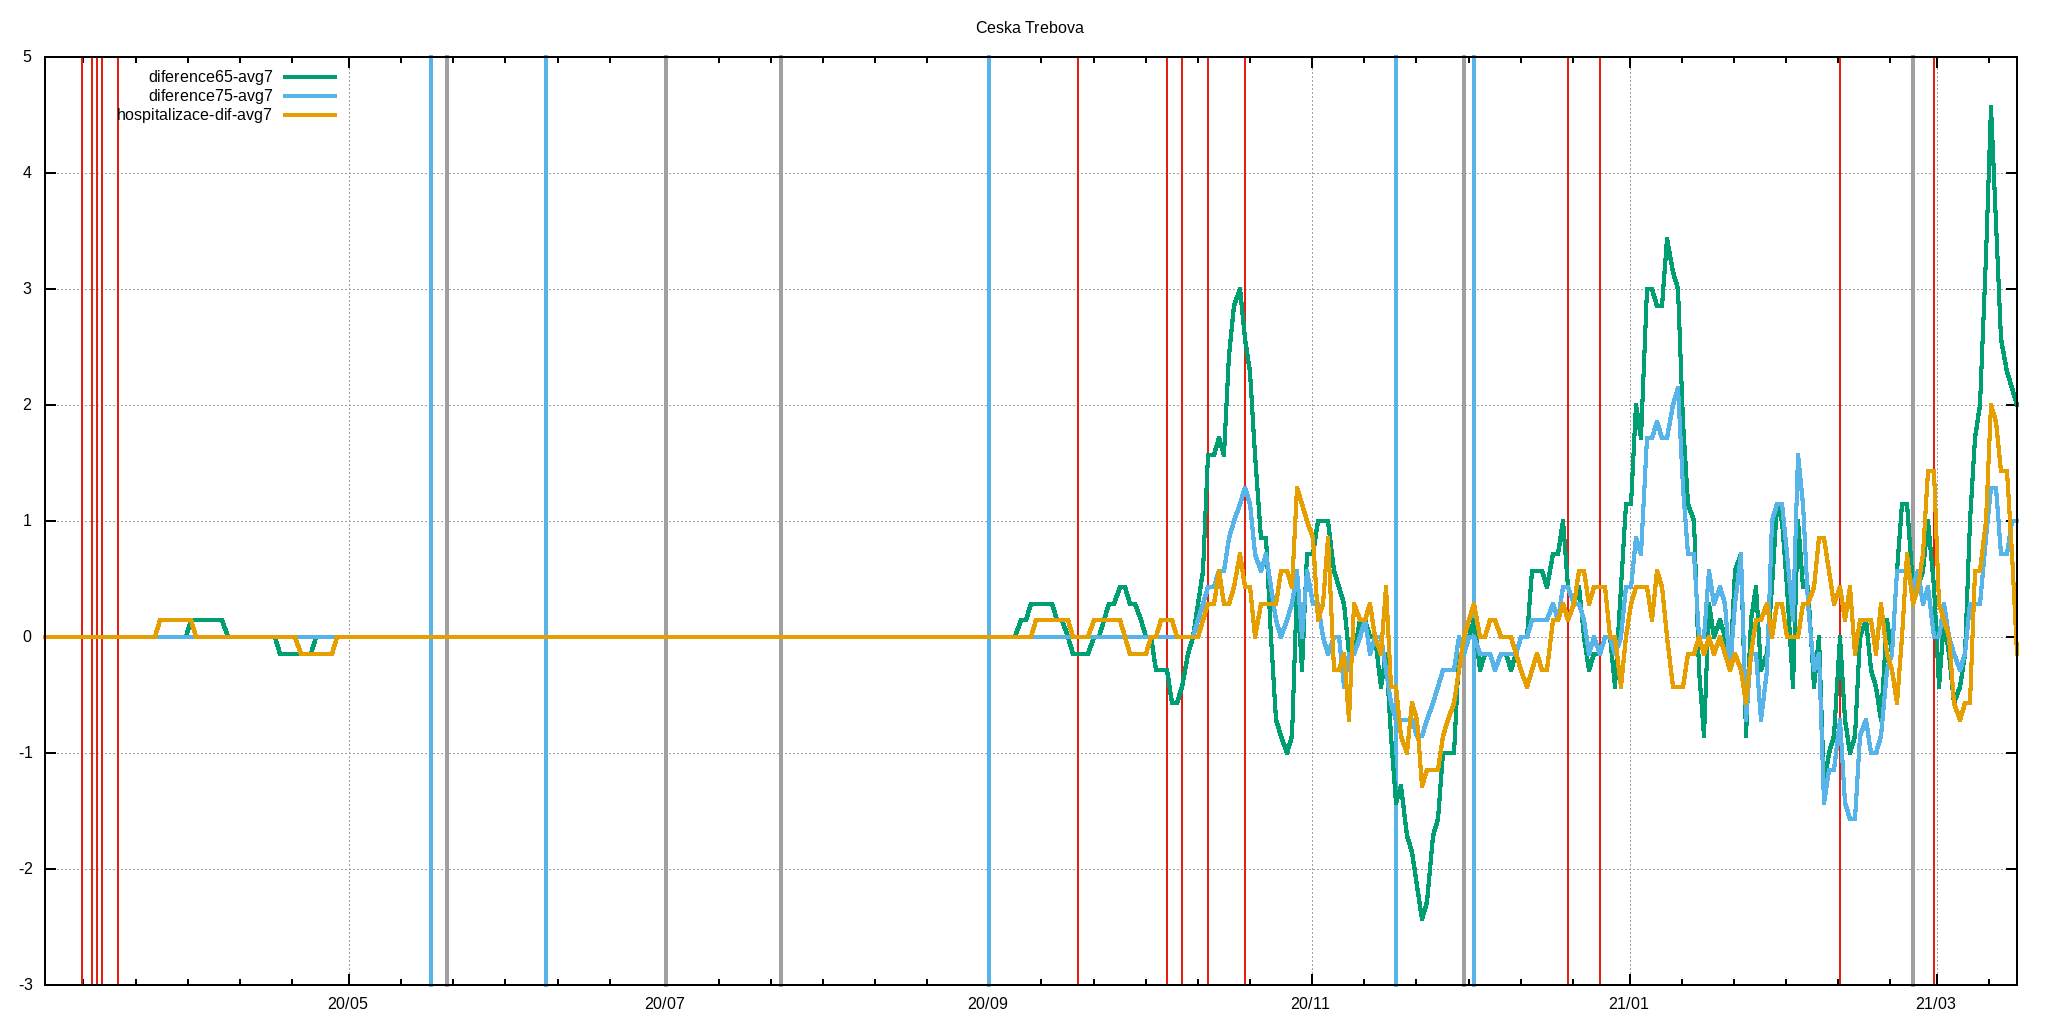 Ceska Trebova
5
4
3
2
1
0
-1
-2
-3
diference65-avg7
diference75-avg7
hospitalizace-dif-avg7
20/05 20/07 20/09 20/11 21/01 21/03